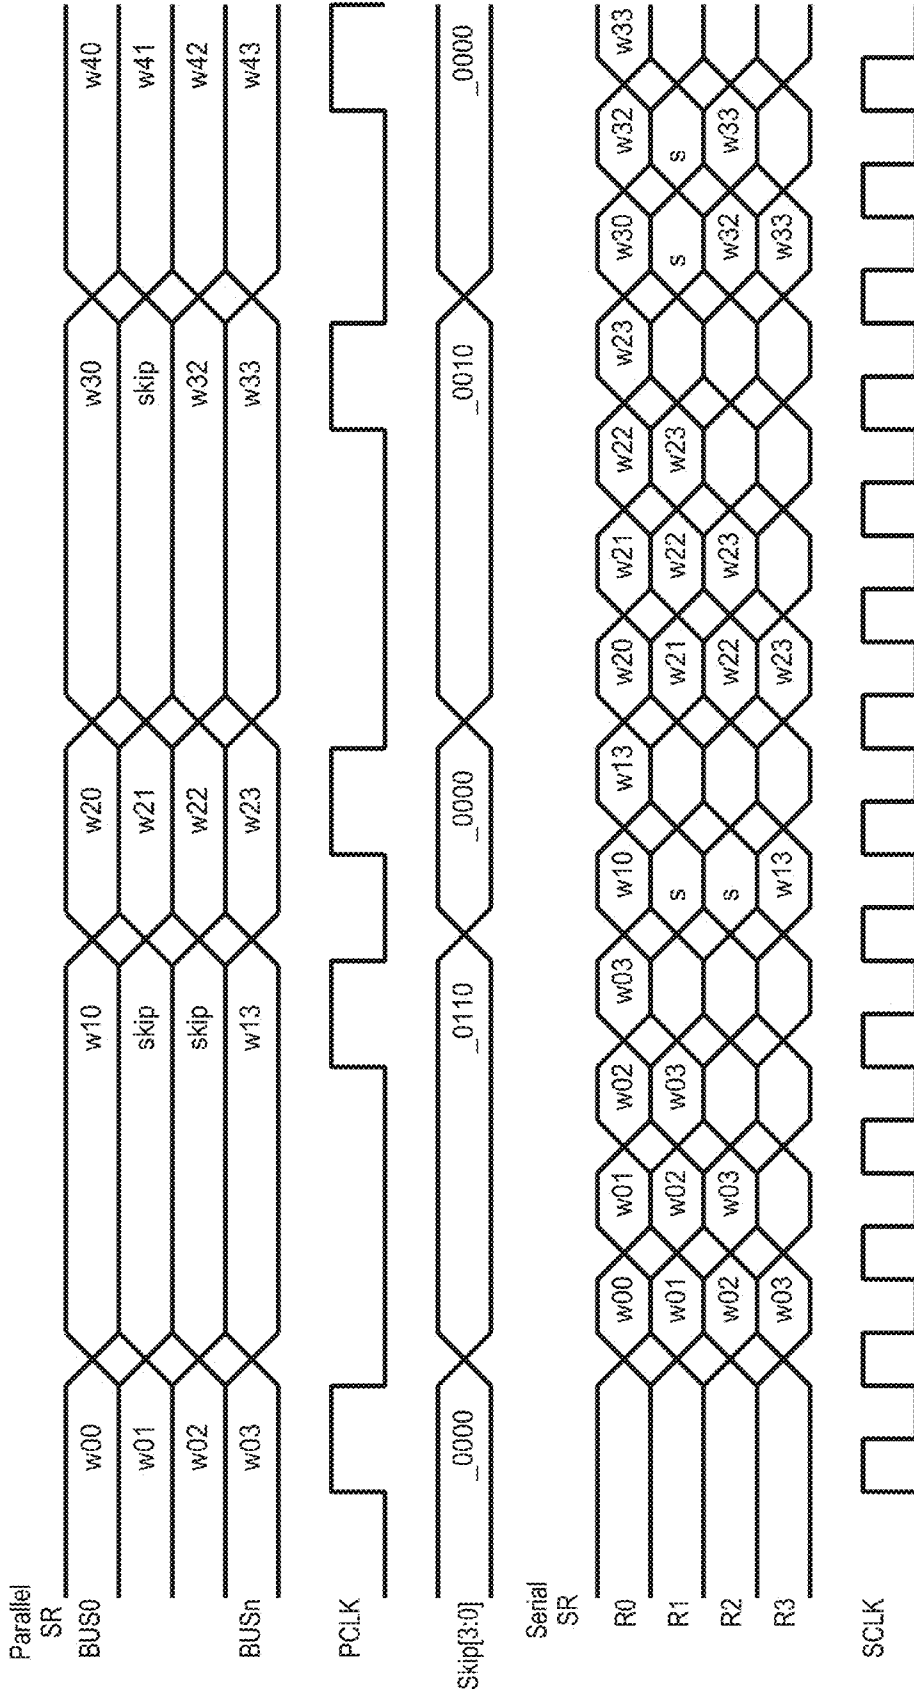 Parallel
SR
BUS0 w00 w10 w20 w30 w40
w01 skip w21 skip w41
w02 skip w22 w32 w42
BUSn w03 w13 w23 w33 w43
PCLK
Skip[3:0] _0000 _0110 _0000 _0010 _0000
Serial
SR
R0 w00 w01 w02 w03 w10 w13 w20 w21 w22 w23 w30 w32 w33
R1 w01 w02 w03 s w21 w22 w23 s s
R2 w02 w03 s w22 w23 w32 w33
R3 w03 w13 w23 w33
SCLK